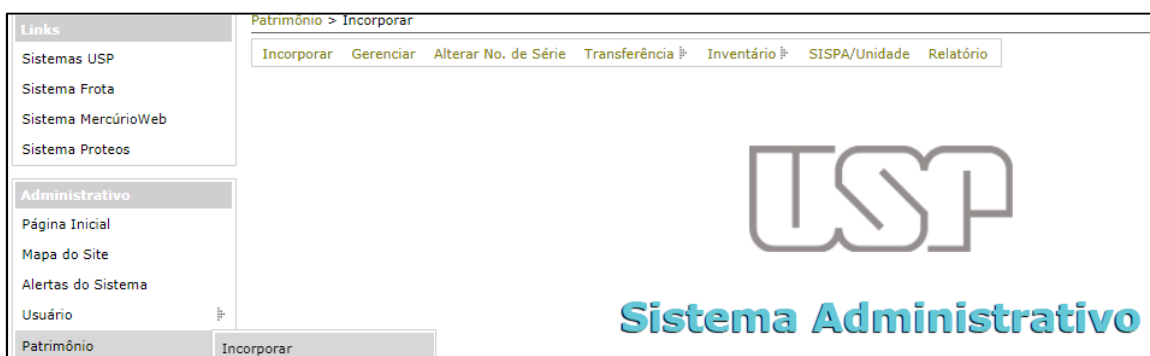 Links
Sistemas USP
Sistema Frota
Sistema MercúrioWeb
Sistema Proteos
Administrativo
Página Inicial
Mapa do Site
Alertas do Sistema
Usuário
Patrimônio
Incorporar
Patrimônio > Incorporar
Incorporar Gerenciar Alterar No. de Série Transferência Inventário SISPA/Unidade Relatório
USP
Sistema Administrativo